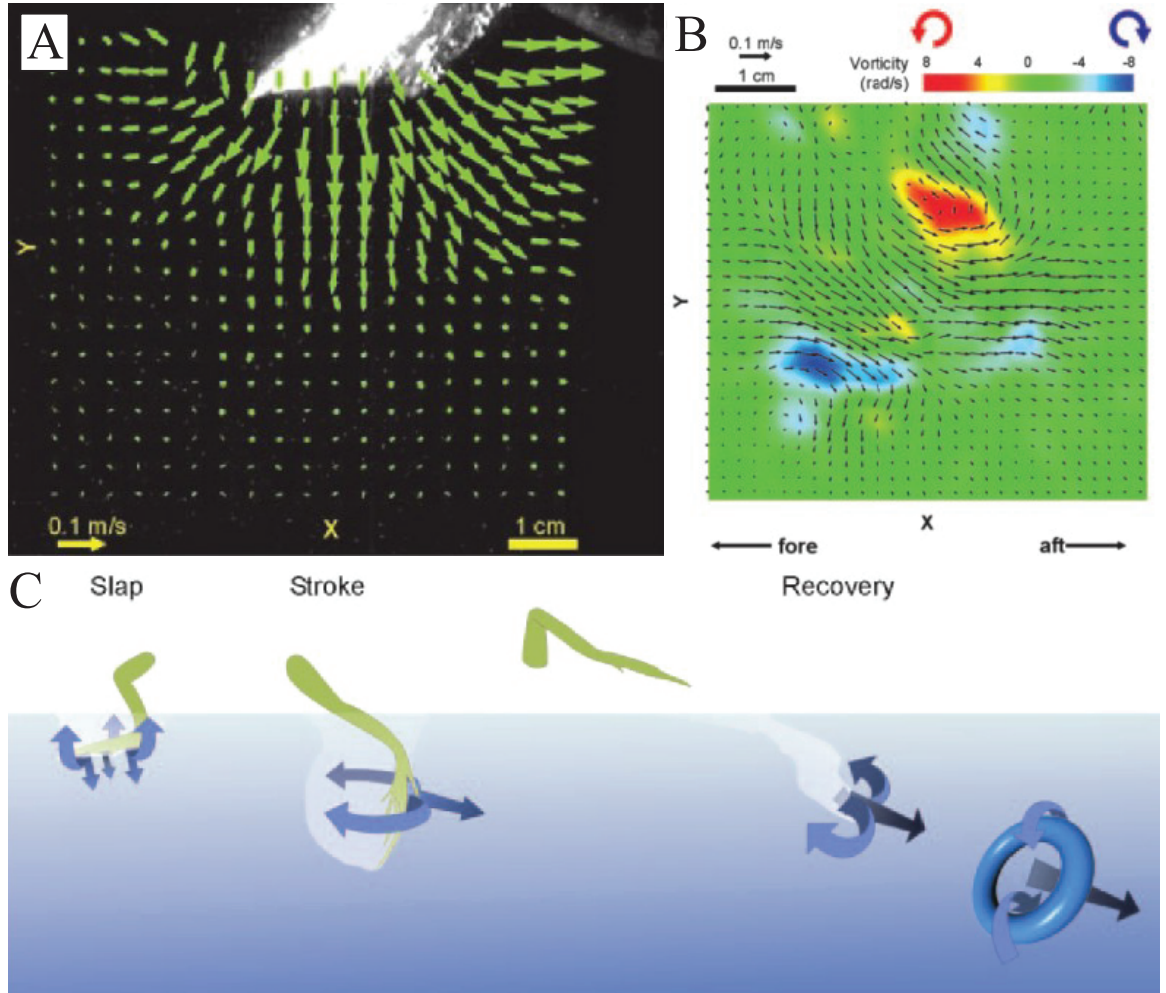 A
Y
0.1 m/s
X
1 cm
B
0.1 m/s
1 cm
Vorticity
(rad/s)
8 4 0 -4 -8
Y
X
fore
aft
C
Slap
Stroke
Recovery